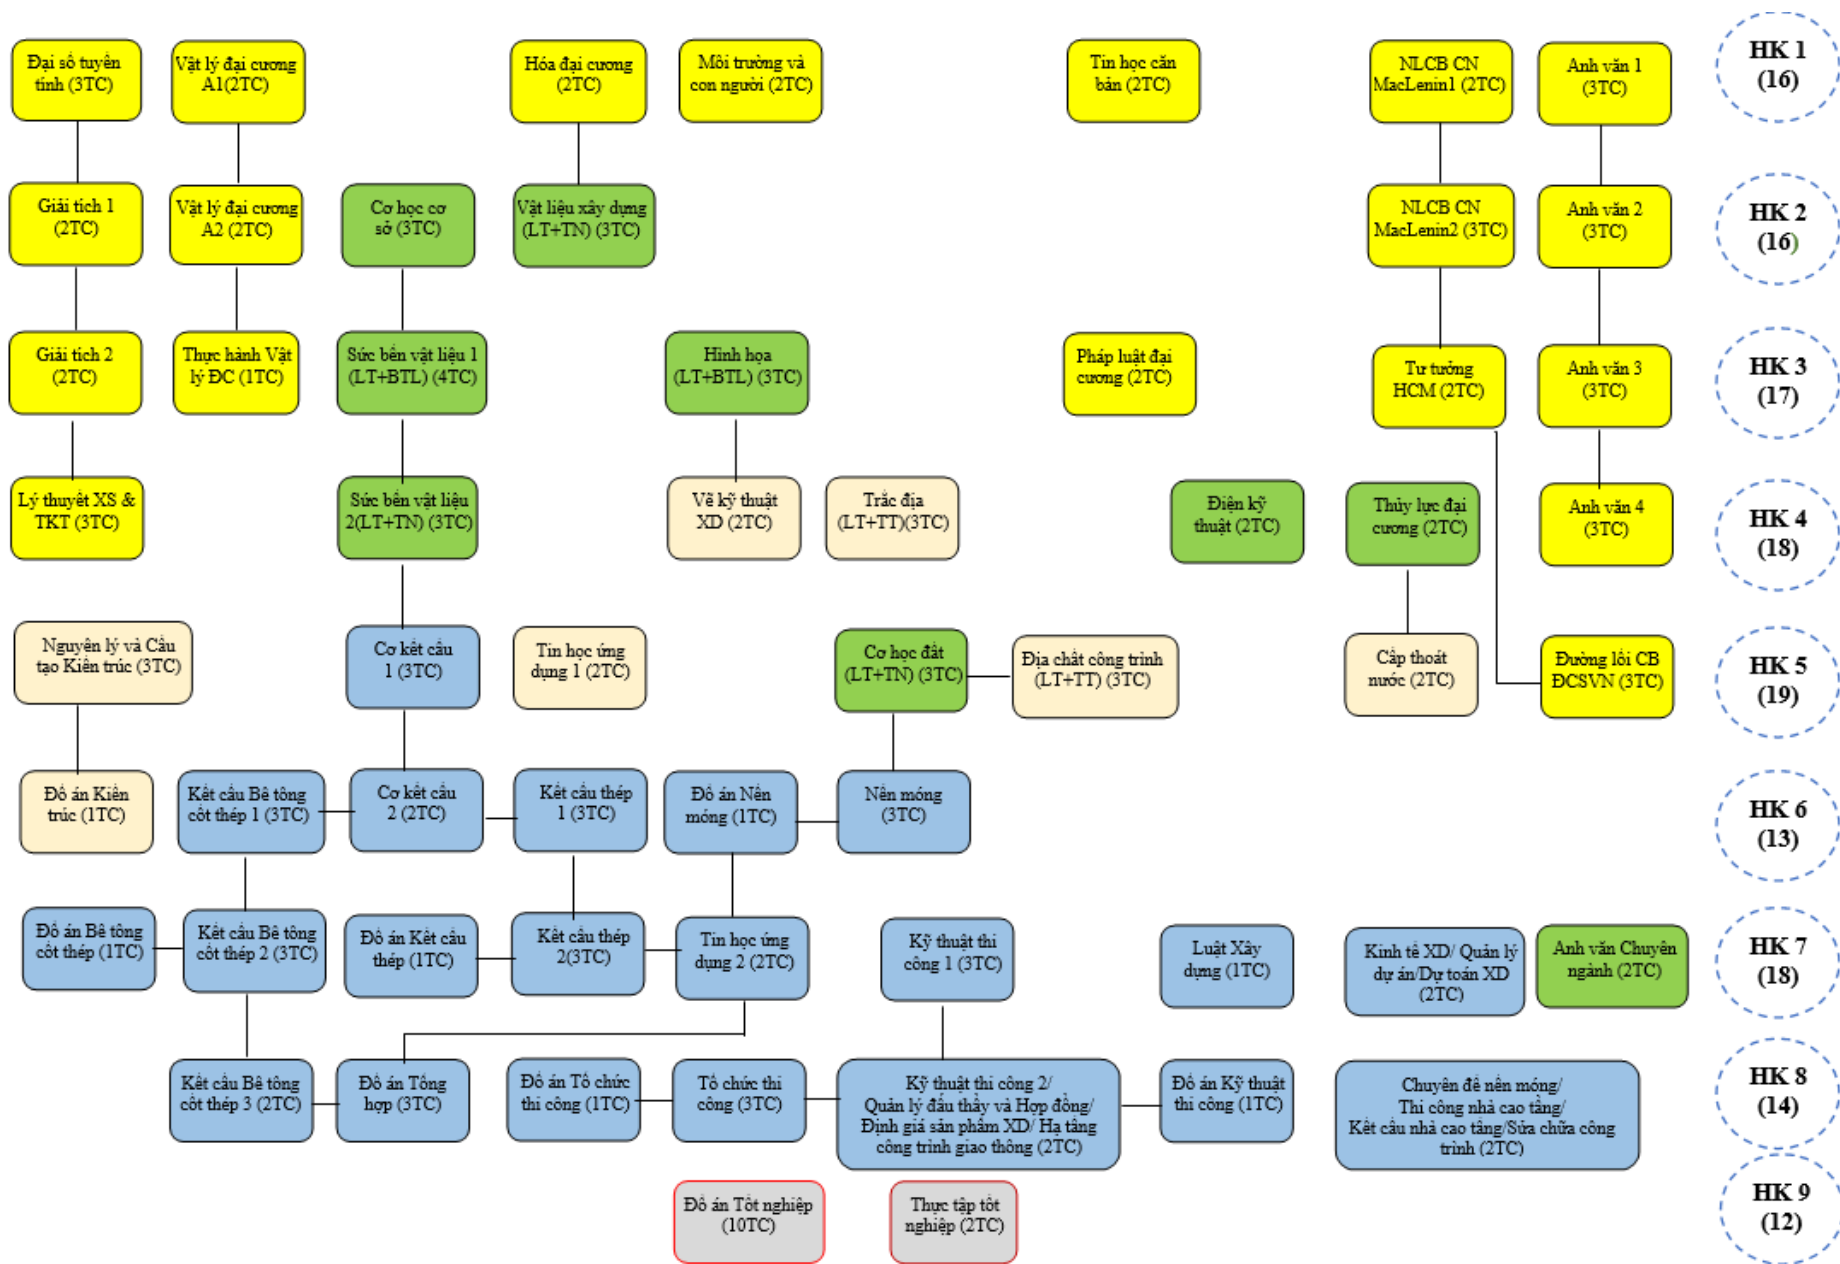 Đại số tuyến
tính (3TC)
Vật lý đại cương
A1(2TC)
Hóa đại cương
(2TC)
Môi trường và
con người (2TC)
Tin học căn
bản (2TC)
NLCB CN
MacLenin1 (2TC)
Anh văn 1
(3TC)
HK 1
(16)
Giải tích 1
(2TC)
Vật lý đại cương
A2 (2TC)
Cơ học cơ
sở (3TC)
Vật liệu xây dựng
(LT+TN) (3TC)
NLCB CN
MacLenin2 (3TC)
Anh văn 2
(3TC)
HK 2
(16)
Giải tích 2
(2TC)
Thực hành Vật
lý ĐC (1TC)
Sức bền vật liệu 1
(LT+BTL) (4TC)
Hình họa
(LT+BTL) (3TC)
Pháp luật đại
cương (2TC)
Tư tưởng
HCM (2TC)
Anh văn 3
(3TC)
HK 3
(17)
Lý thuyết XS &
TKT (3TC)
Sức bền vật liệu
2(LT+TN) (3TC)
Vẽ kỹ thuật
XD (2TC)
Trắc địa
(LT+TT)(3TC)
Điện kỹ
thuật (2TC)
Thủy lực đại
cương (2TC)
Anh văn 4
(3TC)
HK 4
(18)
Nguyên lý và Cấu
tạo Kiến trúc (3TC)
Cơ kết cấu
1 (3TC)
Tin học ứng
dụng 1 (2TC)
Cơ học đất
(LT+TN) (3TC)
Địa chất công trình
(LT+TT) (3TC)
Cấp thoát
nước (2TC)
Đường lối CB
ĐCSVN (3TC)
HK 5
(19)
Đồ án Kiến
trúc (1TC)
Kết cấu Bê tông
cốt thép 1 (3TC)
Cơ kết cấu
2 (2TC)
Kết cấu thép
1 (3TC)
Đồ án Nền
móng (1TC)
Nền móng
(3TC)
HK 6
(13)
Đồ án Bê tông
cốt thép (1TC)
Kết cấu Bê tông
cốt thép 2 (3TC)
Đồ án Kết cấu
thép (1TC)
Kết cấu thép
2(3TC)
Tin học ứng
dụng 2 (2TC)
Kỹ thuật thi
công 1 (3TC)
Luật Xây
dựng (1TC)
Kinh tế XD/ Quản lý
dự án/Dự toán XD
(2TC)
Anh văn Chuyên
ngành (2TC)
HK 7
(18)
Kết cấu Bê tông
cốt thép 3 (2TC)
Đồ án Tổng
hợp (3TC)
Đồ án Tổ chức
thi công (1TC)
Tổ chức thi
công (3TC)
Kỹ thuật thi công 2/
Quản lý đấu thầy và Hợp đồng/
Định giá sản phẩm XD/ Hạ tầng
công trình giao thông (2TC)
Đồ án Kỹ thuật
thi công (1TC)
Chuyên đề nền móng/
Thi công nhà cao tầng/
Kết cấu nhà cao tầng/Sửa chữa công
trình (2TC)
HK 8
(14)
Đồ án Tốt nghiệp
(10TC)
Thực tập tốt
nghiệp (2TC)
HK 9
(12)